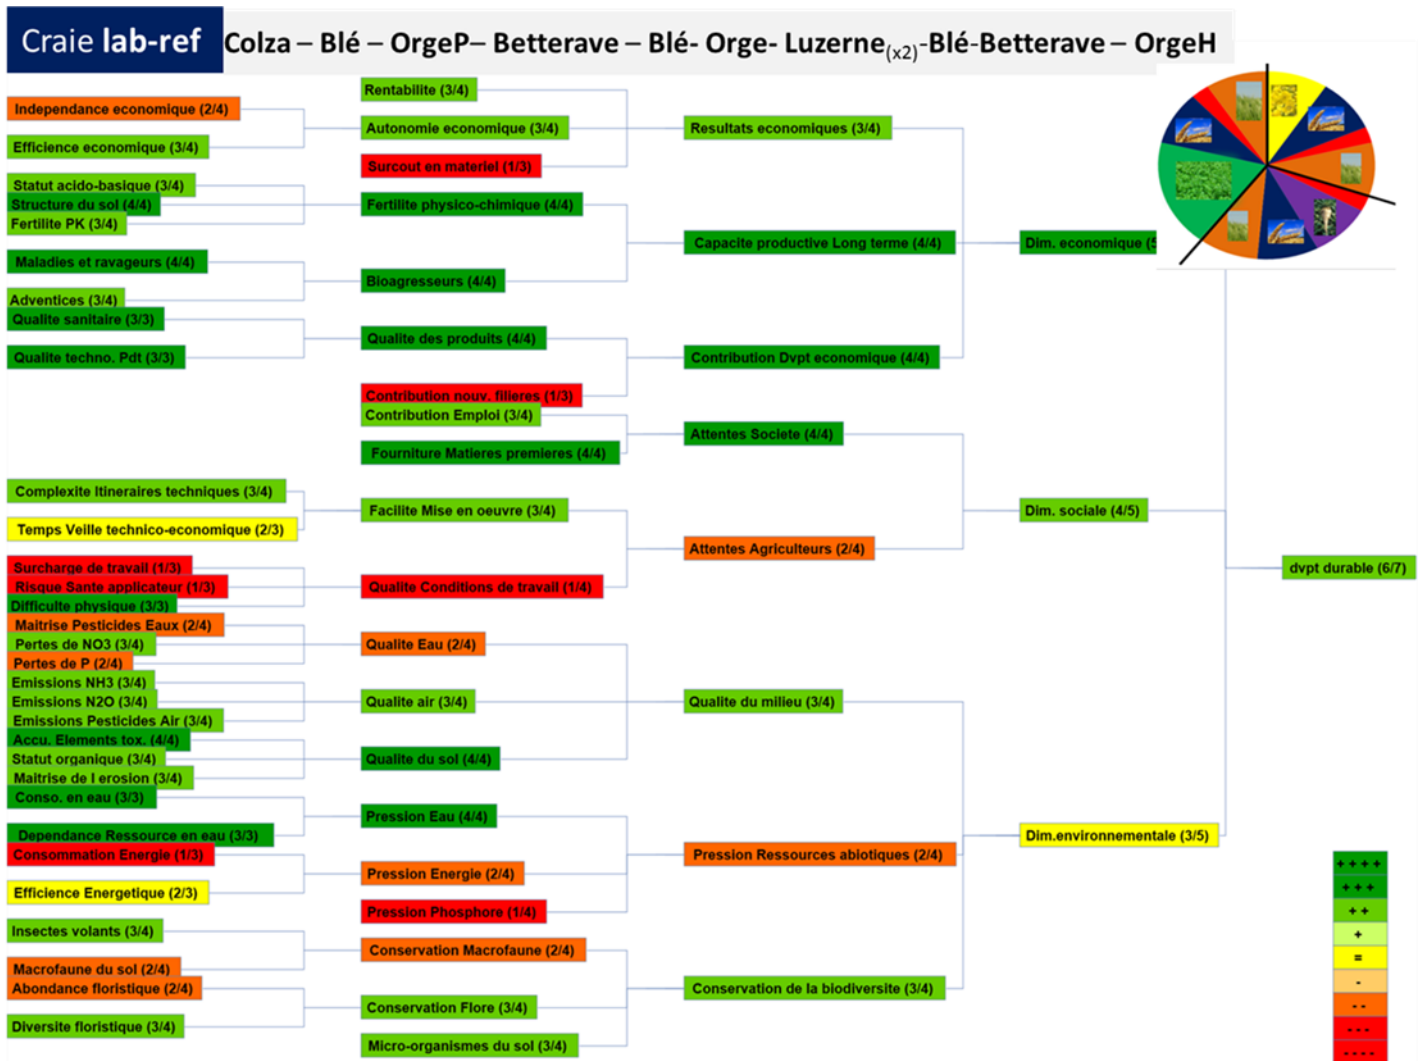 Craie lab-ref
Colza – Blé – OrgeP– Betterave – Blé- Orge- Luzerne(x2)-Blé-Betterave – OrgeH
Independance economique (2/4)
Efficience economique (3/4)
Statut acido-basique (3/4)
Structure du sol (4/4)
Fertilite PK (3/4)
Maladies et ravageurs (4/4)
Adventices (3/4)
Qualite sanitaire (3/3)
Qualite techno. Pdt (3/3)
Complexite Itineraires techniques (3/4)
Temps Veille technico-economique (2/3)
Surcharge de travail (1/3)
Risque Sante applicateur (1/3)
Difficulte physique (3/3)
Maitrise Pesticides Eaux (2/4)
Pertes de NO3 (3/4)
Pertes de P (2/4)
Emissions NH3 (3/4)
Emissions N2O (3/4)
Emissions Pesticides Air (3/4)
Accu. Elements tox. (4/4)
Statut organique (3/4)
Maitrise de l erosion (3/4)
Conso. en eau (3/3)
Dependance Ressource en eau (3/3)
Consommation Energie (1/3)
Efficience Energetique (2/3)
Insectes volants (3/4)
Macrofaune du sol (2/4)
Abondance floristique (2/4)
Diversite floristique (3/4)
Rentabilite (3/4)
Autonomie economique (3/4)
Surcout en materiel (1/3)
Fertilite physico-chimique (4/4)
Bioagresseurs (4/4)
Qualite des produits (4/4)
Contribution nouv. filieres (1/3)
Contribution Emploi (3/4)
Fourniture Matieres premieres (4/4)
Facilite Mise en oeuvre (3/4)
Qualite Conditions de travail (1/4)
Qualite Eau (2/4)
Qualite air (3/4)
Qualite du sol (4/4)
Pression Eau (4/4)
Pression Energie (2/4)
Pression Phosphore (1/4)
Conservation Macrofaune (2/4)
Conservation Flore (3/4)
Micro-organismes du sol (3/4)
Resultats economiques (3/4)
Capacite productive Long terme (4/4)
Contribution Dvpt economique (4/4)
Attentes Societe (4/4)
Attentes Agriculteurs (2/4)
Qualite du milieu (3/4)
Pression Ressources abiotiques (2/4)
Conservation de la biodiversite (3/4)
Dim. economique (5
Dim. sociale (4/5)
Dim.environnementale (3/5)
dvpt durable (6/7)
++++
+++
++
+
=
-
--
---
----